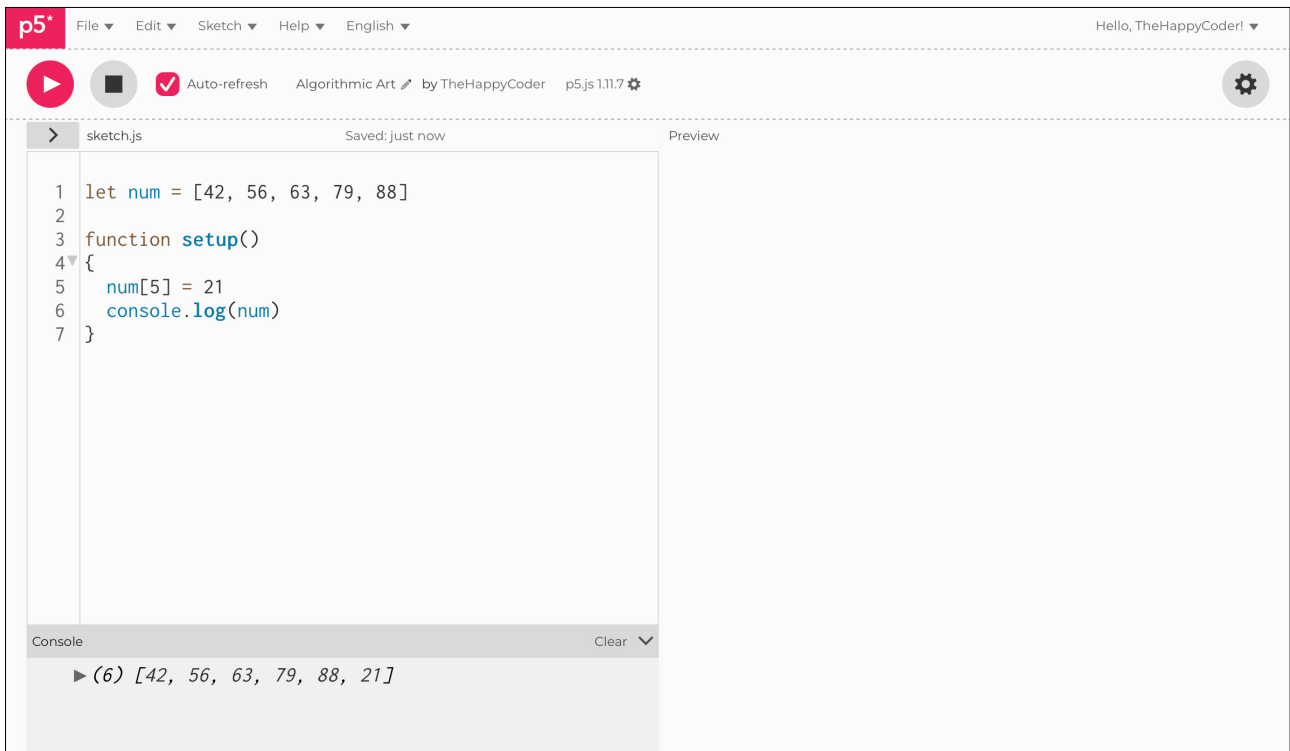 p5* File Edit Sketch Help English Hello, TheHappyCoder!
Auto-refresh Algorithmic Art by TheHappyCoder p5.js 1.11.7
sketch.js Saved: just now Preview
1 let num = [42, 56, 63, 79, 88]
2
3 function setup()
4 {
5 num[5] = 21
6 console.log(num)
7 }
Console Clear
(6) [42, 56, 63, 79, 88, 21]